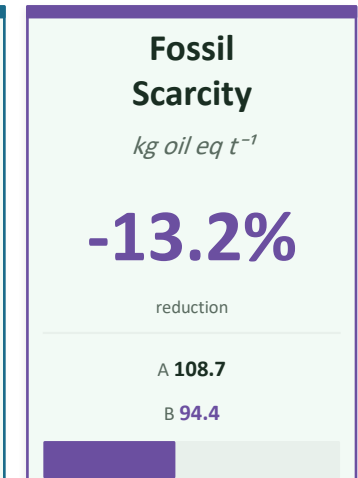 Fossil
Scarcity
kg oil eq t⁻¹
-13.2%
reduction
A 108.7
B 94.4